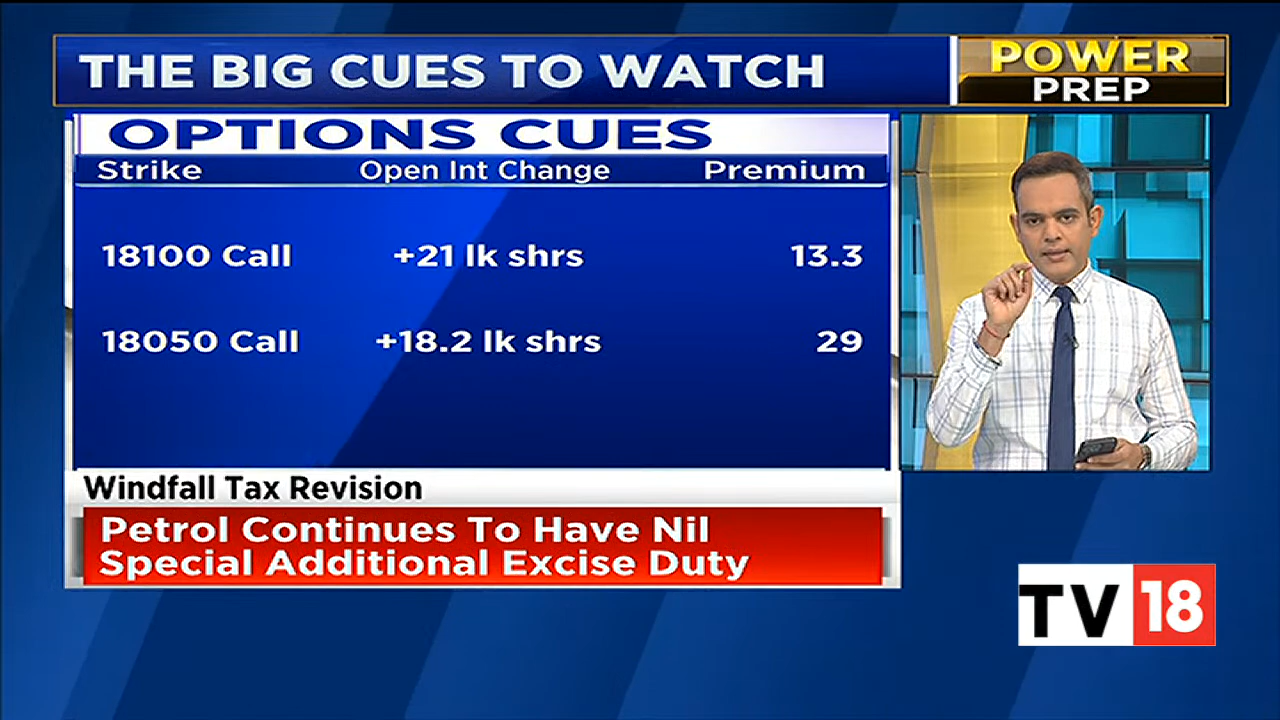 THE BIG CUES TO WATCH
POWER
PREP
OPTIONS CUES
Strike Open Int Change Premium
18100 Call +21 lk shrs 13.3
18050 Call +18.2 lk shrs 29
Windfall Tax Revision
Petrol Continues To Have Nil
Special Additional Excise Duty
TV18